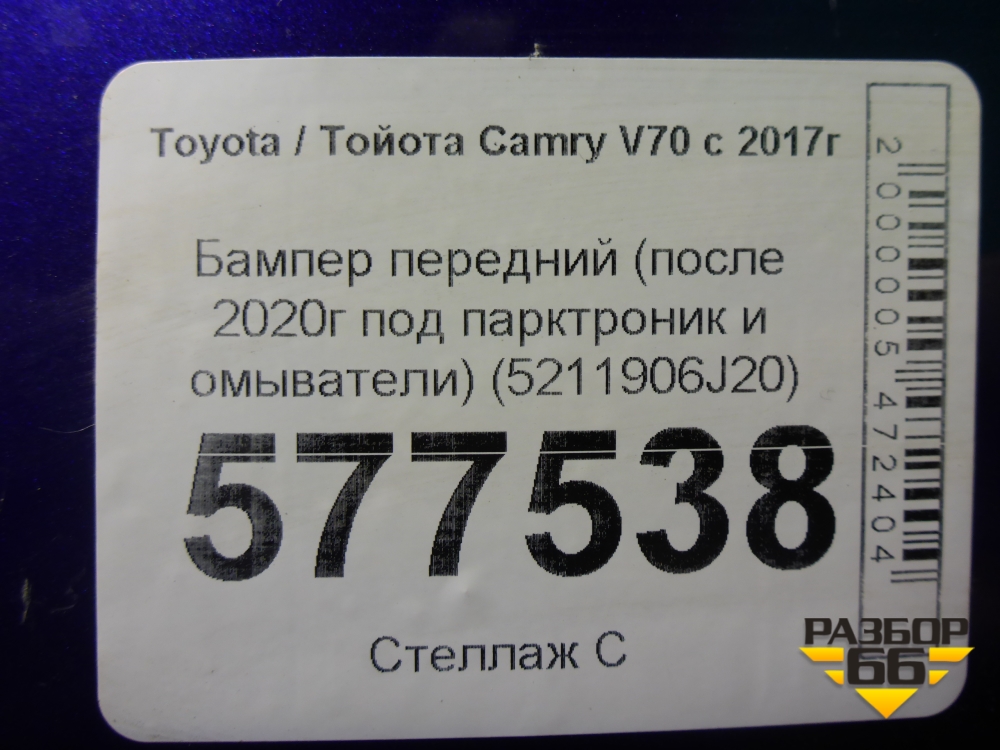 Toyota / Тойота Camry V70 с 2017г
Бампер передний (после
2020г под парктроник и
омыватели) (5211906J20)
577538
Стеллаж С
2000005472404
РАЗБОР
66